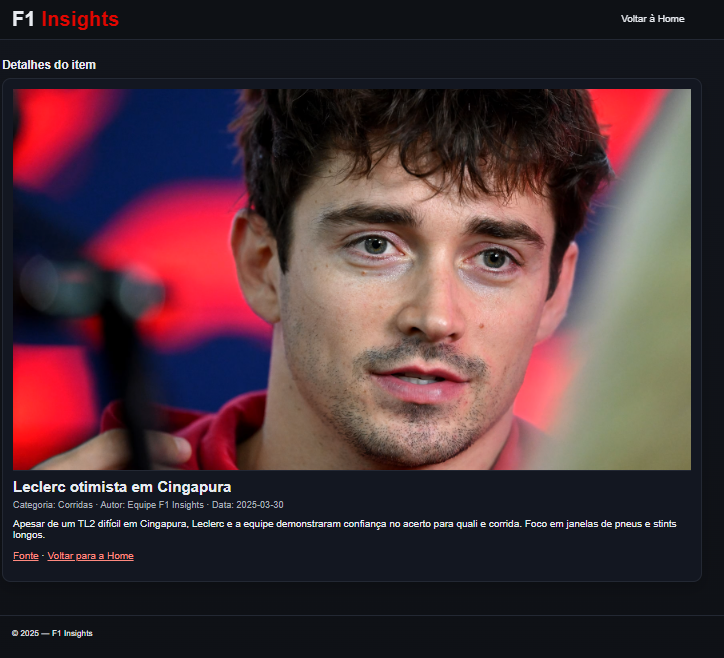 F1 Insights
Voltar à Home
Detalhes do item
Leclerc otimista em Cingapura
Categoria: Corridas · Autor: Equipe F1 Insights · Data: 2025-03-30
Apesar de um TL2 difícil em Cingapura, Leclerc e a equipe demonstraram confiança no acerto para quali e corrida. Foco em janelas de pneus e stints
longos.
Fonte · Voltar para a Home
© 2025 — F1 Insights